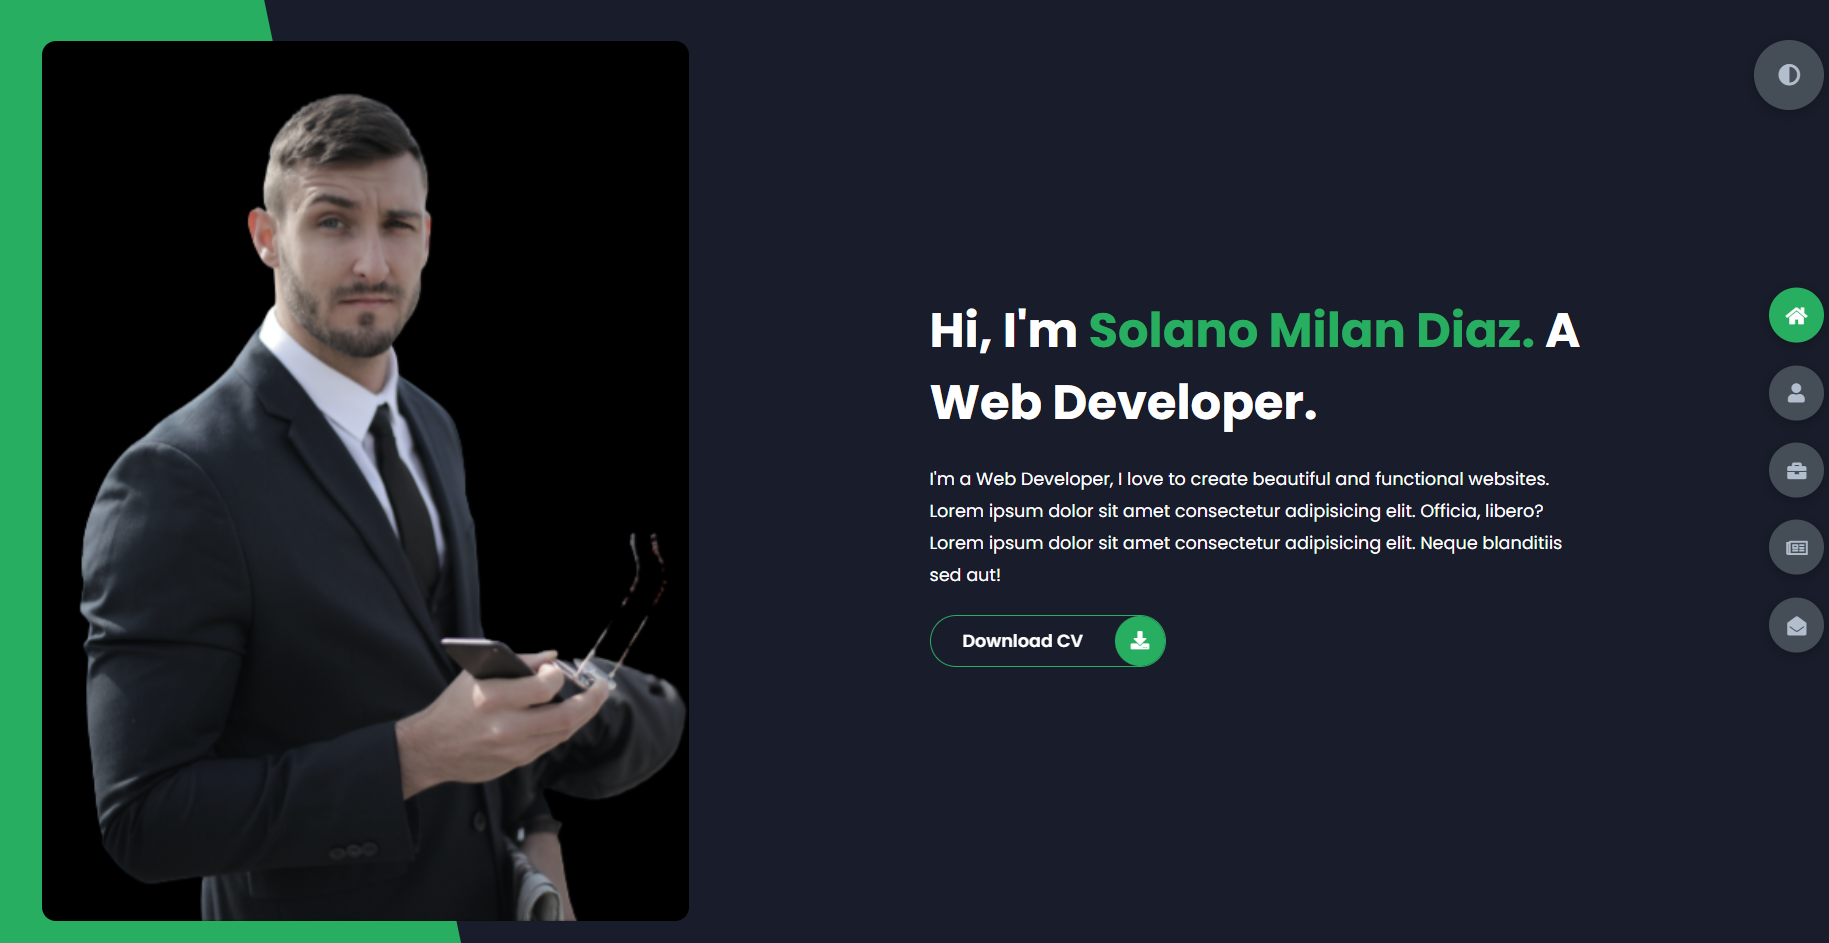 Hi, I'm Solano Milan Diaz. A
Web Developer.
I'm a Web Developer, I love to create beautiful and functional websites.
Lorem ipsum dolor sit amet consectetur adipisicing elit. Officia, libero?
Lorem ipsum dolor sit amet consectetur adipisicing elit. Neque blanditiis
sed aut!
Download CV